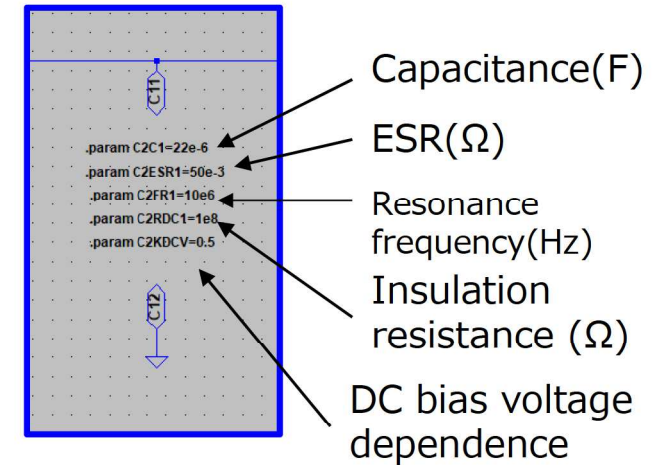 C11
.param C2C1=22e-6
.param C2ESR1=50e-3
.param C2FR1=10e6
.param C2RDC1=1e8
.param C2KDCV=0.5
C12
Capacitance(F)
ESR(Ω)
Resonance
frequency(Hz)
Insulation
resistance (Ω)
DC bias voltage
dependence